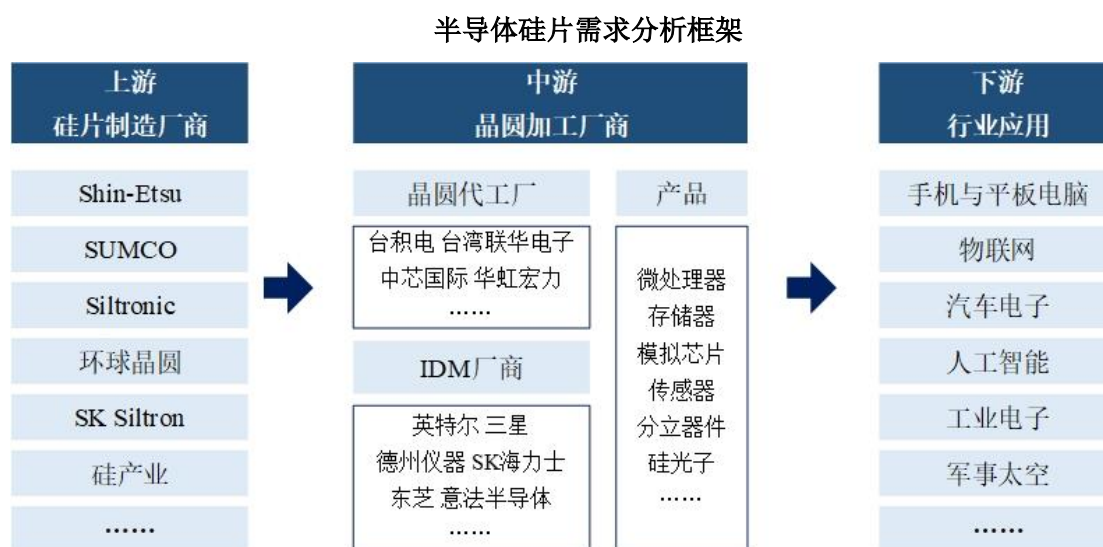 半导体硅片需求分析框架
上游
硅片制造厂商
Shin-Etsu
SUMCO
Siltronic
环球晶圆
SK Siltron
硅产业
……
中游
晶圆加工厂商
晶圆代工厂
台积电 台湾联华电子
中芯国际 华虹宏力
……
IDM厂商
英特尔 三星
德州仪器 SK海力士
东芝 意法半导体
……
产品
微处理器
存储器
模拟芯片
传感器
分立器件
硅光子
……
下游
行业应用
手机与平板电脑
物联网
汽车电子
人工智能
工业电子
军事太空
……